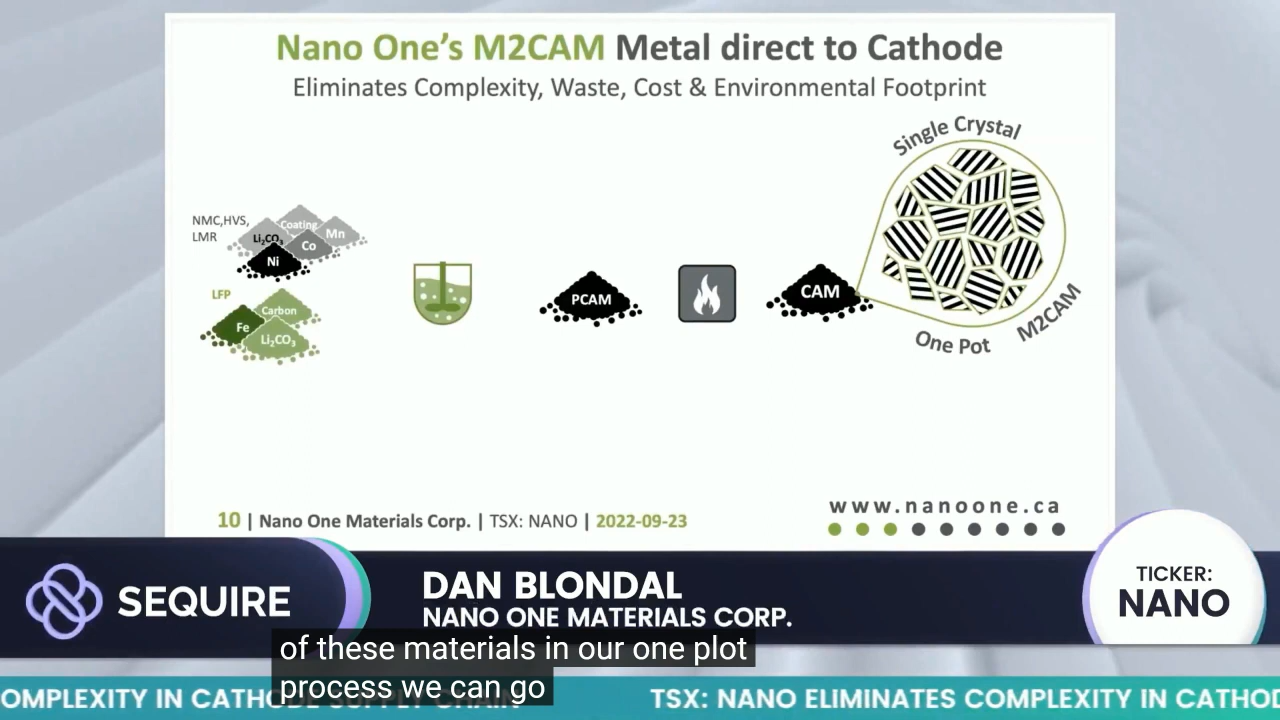 Nano One's M2CAM Metal direct to Cathode
Eliminates Complexity, Waste, Cost & Environmental Footprint
Single Crystal
NMC,HVS,
LMR
Coating
Mn
Li₂CO₃
Co
Ni
LFP
Carbon
Fe
Li₂CO₃
PCAM
CAM
One Pot
M2CAM
www.nanoone.ca
10 | Nano One Materials Corp. | TSX: NANO | 2022-09-23
SEQUIRE
DAN BLONDAL
NANO ONE MATERIALS CORP.
TICKER:
NANO
of these materials in our one plot
process we can go
OMPLEXITY IN CATHODE SUPPLY CHAIN TSX: NANO ELIMINATES COMPLEXITY IN CATHOD